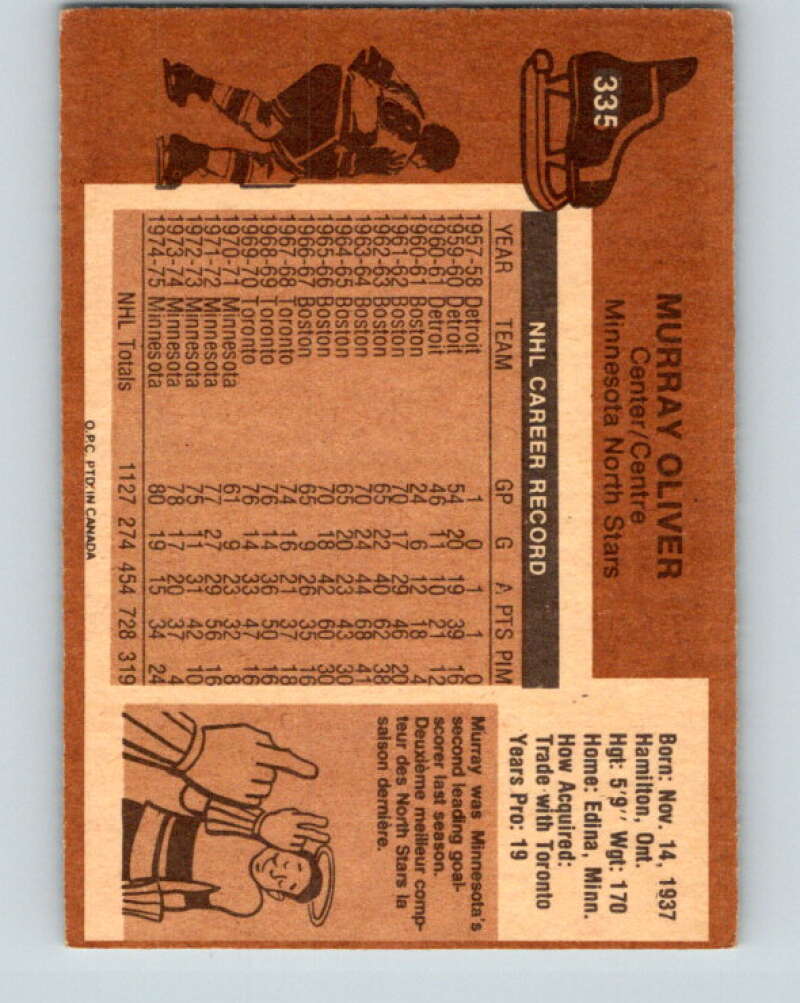 335
MURRAY OLIVER
Center/Centre
Minnesota North Stars
Born: Nov. 14, 1937
Hamilton, Ont.
Hgt: 5'9'' Wgt: 170
Home: Edina, Minn.
How Acquired:
Trade with Toronto
Years Pro: 19
NHL CAREER RECORD
YEAR TEAM GP G A PTS PIM
1957-58 Detroit 1 0 1 1 0
1959-60 Detroit 54 20 19 39 16
1960-61 Detroit 46 11 10 21 12
1960-61 Boston 24 6 12 18 4
1961-62 Boston 70 17 29 46 20
1962-63 Boston 65 22 40 62 38
1963-64 Boston 70 24 44 68 41
1964-65 Boston 65 20 23 43 30
1965-66 Boston 70 18 42 60 30
1966-67 Boston 65 9 26 35 16
1967-68 Toronto 74 16 21 37 18
1968-69 Toronto 76 14 36 50 16
1969-70 Toronto 76 14 33 47 16
1970-71 Minnesota 61 9 23 32 8
1971-72 Minnesota 77 27 29 56 16
1972-73 Minnesota 75 11 31 42 10
1973-74 Minnesota 78 17 20 37 4
1974-75 Minnesota 80 19 15 34 24
NHL Totals 1127 274 454 728 319
Murray was Minnesota's
second leading goal-
scorer last season.
Deuxième meilleur comp-
teur des North Stars la
saison dernière.
O.P.C. PTD. IN CANADA